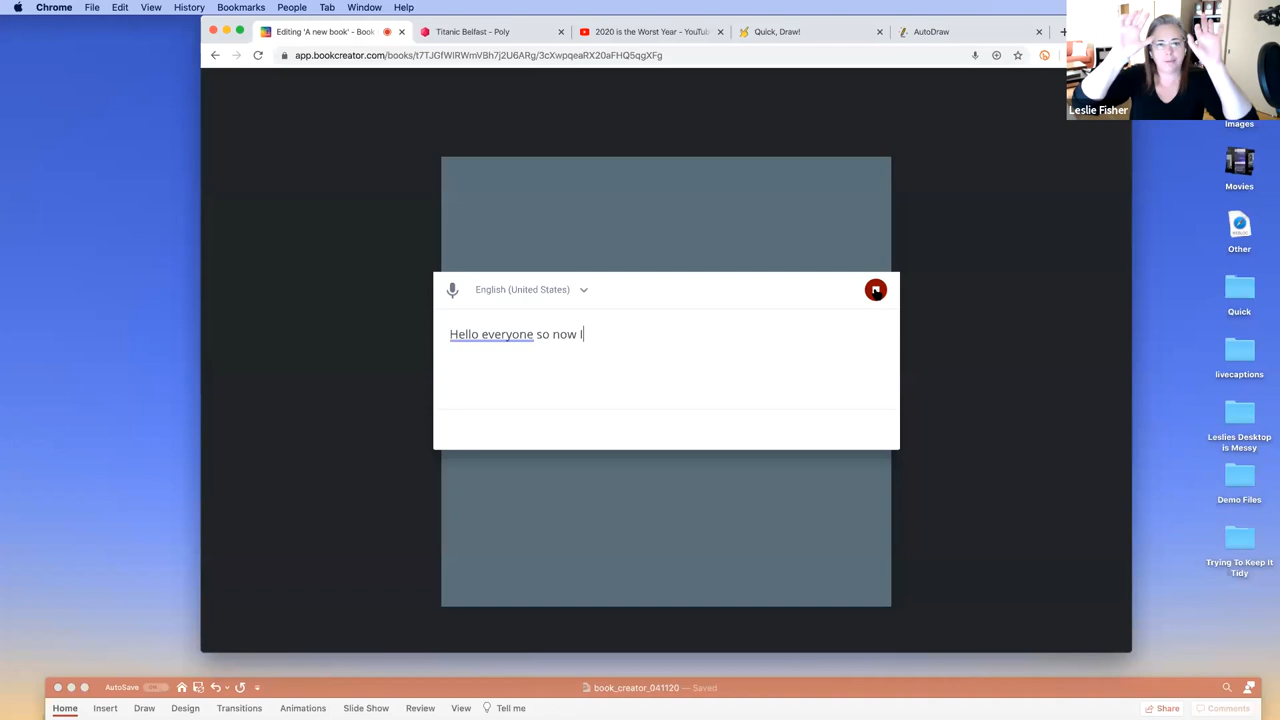 Chrome File Edit View History Bookmarks People Tab Window Help
Editing 'A new book' - Book
Titanic Belfast - Poly
2020 is the Worst Year - YouTu
Quick, Draw!
AutoDraw
app.bookcreator.com/books/t7TJGfWlRWmVBh7j2U6ARg/3cXwpqeaRX20aFHQ5qgXFg
Leslie Fisher
Images
Movies
Other
Quick
livecaptions
Leslies Desktop
is Messy
Demo Files
Trying To Keep It
Tidy
English (United States)
Hello everyone so now I
AutoSave
book_creator_041120 — Saved
Home Insert Draw Design Transitions Animations Slide Show Review View Tell me
Share Comments